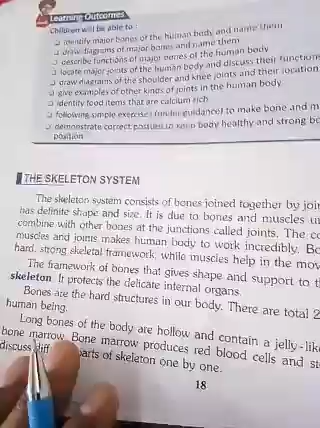 Learning Outcomes
Children will be able to :
❑ identify major bones of the human body and name them
❑ draw diagrams of major bones and name them
❑ describe functions of major bones of the human body
❑ locate major joints of the human body and discuss their function
❑ draw diagrams of the shoulder and knee joints and their location
❑ give examples of other kinds of joints in the human body
❑ identify food items that are calcium rich
❑ following simple exercises (under guidance) to make bone and m
❑ demonstrate correct posture to keep body healthy and strong bo
position
THE SKELETON SYSTEM
The skeleton system consists of bones joined together by join
has definite shape and size. It is due to bones and muscles
combine with other bones at the junctions called joints. The co
muscles and joints makes human body to work incredibly. Bo
hard, strong skeletal framework, while muscles help in the mov
The framework of bones that gives shape and support to t
skeleton. It protects the delicate internal organs.
Bones are the hard structures in our body. There are total 2
human being.
Long bones of the body are hollow and contain a jelly-lik
bone marrow. Bone marrow produces red blood cells and st
discuss diff parts of skeleton one by one.
18